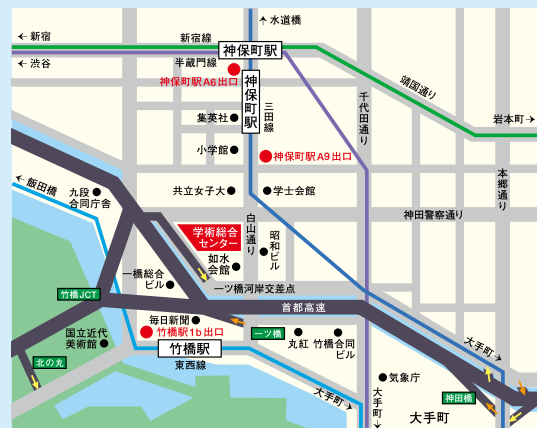 ←新宿
新宿線
↑水道橋
神保町駅
←渋谷
半蔵門線
神保町駅A6出口
神保町駅
靖国通り
千代田通り
岩本町→
集英社
三田線
小学館
神保町駅A9出口
本郷通り
←飯田橋
九段
合同庁舎
共立女子大
学士会館
神田警察通り
白山通り
学術総合
センター
昭和ビル
如水
会館
一橋総合
ビル
一ツ橋河岸交差点
竹橋JCT
首都高速
毎日新聞
竹橋駅1b出口
一ツ橋
国立近代
美術館
丸紅
竹橋合同
ビル
竹橋駅
大手町→
北の丸
東西線
気象庁
大手町→
大手町→
神田橋
大手町